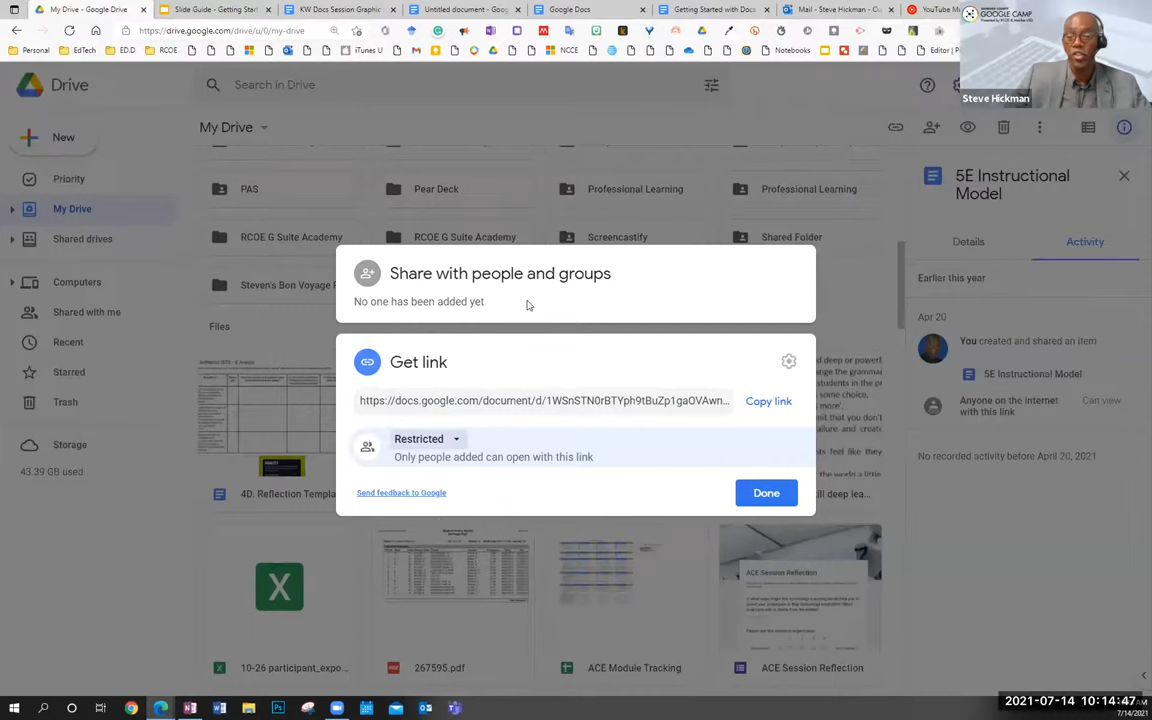 My Drive - Google Drive
Slide Guide - Getting Star
KW Docs Session Graphic
Untitled document - Goog
Google Docs
Getting Started with Docs
Mail - Steve Hickman - Ou
YouTube M
GOOGLE CAMP
https://drive.google.com/drive/u/0/my-drive
Personal
EdTech
ED.D
RCOE
iTunes U
NCCE
Notebooks
Editor | P
Steve Hickman
Drive
Search in Drive
New
My Drive
Priority
My Drive
Shared drives
Computers
Shared with me
Recent
Starred
Trash
Storage
43.39 GB used
PAS
Pear Deck
Professional Learning
Professional Learning
RCOE G Suite Academy
RCOE G Suite Academy
Screencastify
Shared Folder
Steven's Bon Voyage P
Files
Share with people and groups
No one has been added yet
Get link
https://docs.google.com/document/d/1WSnSTN0rBTYph9tBuZp1gaOVAwn...
Copy link
Restricted
Only people added can open with this link
Send feedback to Google
Done
4D. Reflection Templa
10-26 participant_expo...
267595.pdf
ACE Module Tracking
ACE Session Reflection
ACE Session Reflection
5E Instructional
Model
Details
Activity
Earlier this year
Apr 20
You created and shared an item
5E Instructional Model
Anyone on the internet
with this link
Can view
No recorded activity before April 20, 2021
2021-07-14 10:14:47
7/14/2021